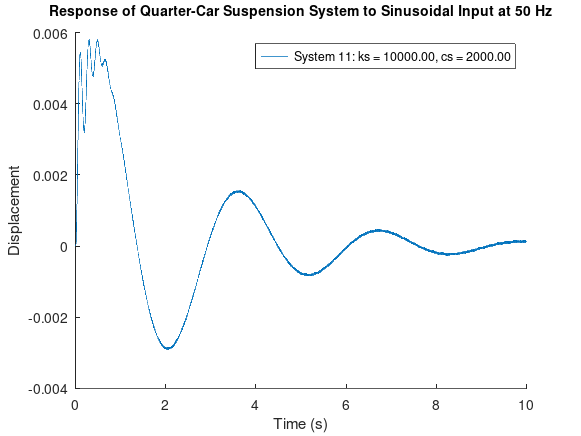 Response of Quarter-Car Suspension System to Sinusoidal Input at 50 Hz
System 11: ks = 10000.00, cs = 2000.00
0.006
0.004
0.002
0
-0.002
-0.004
Displacement
0 2 4 6 8 10
Time (s)